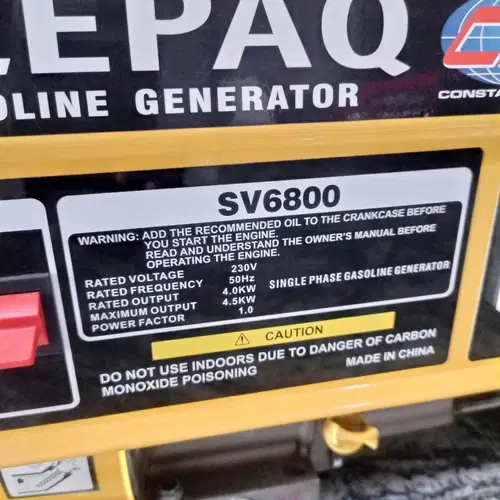 EPAQ
OLINE GENERATOR
CONSTA
SV6800
WARNING: ADD THE RECOMMENDED OIL TO THE CRANKCASE BEFORE
YOU START THE ENGINE.
READ AND UNDERSTAND THE OWNER'S MANUAL BEFORE
OPERATING THE ENGINE.
RATED VOLTAGE 230V
RATED FREQUENCY 50Hz
RATED OUTPUT 4.0KW
MAXIMUM OUTPUT 4.5KW
POWER FACTOR 1.0
SINGLE PHASE GASOLINE GENERATOR
CAUTION
DO NOT USE INDOORS DUE TO DANGER OF CARBON
MONOXIDE POISONING
MADE IN CHINA